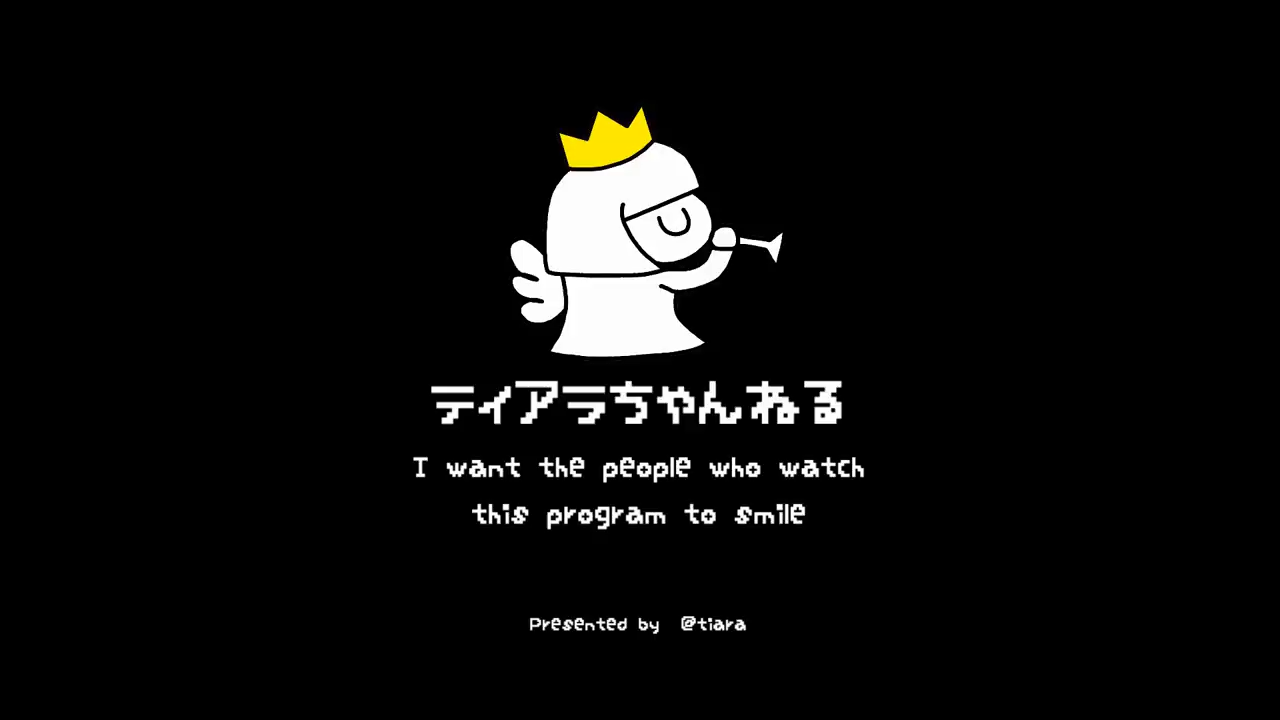 ティアラちゃんねる
I want the people who watch
this program to smile
Presented by @tiara